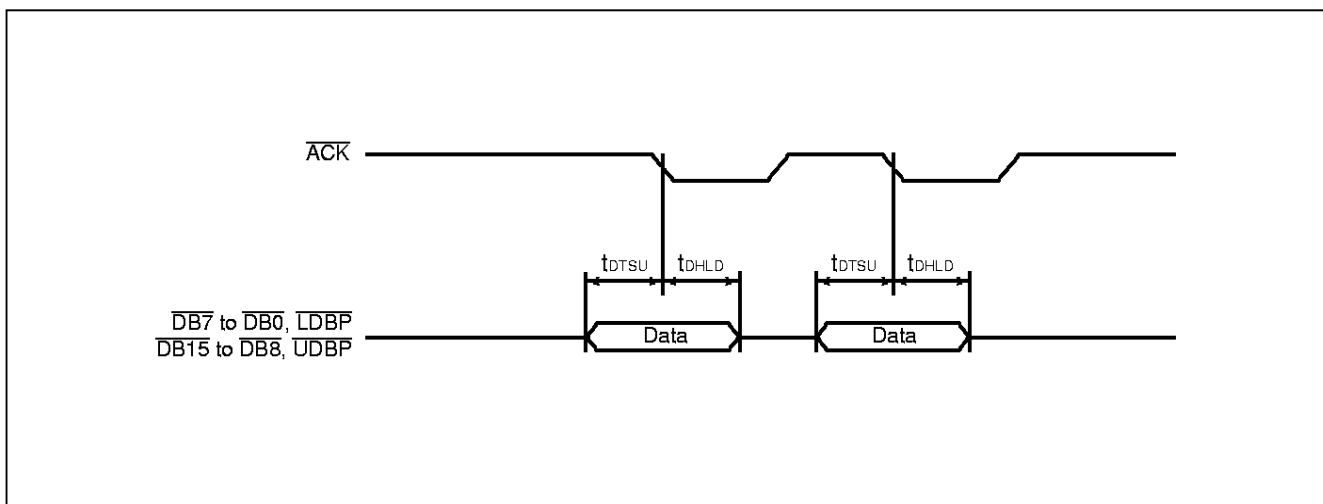 ACK
tDTSU tDHLD tDTSU tDHLD
DB7 to DB0, LDBP
DB15 to DB8, UDBP
Data Data